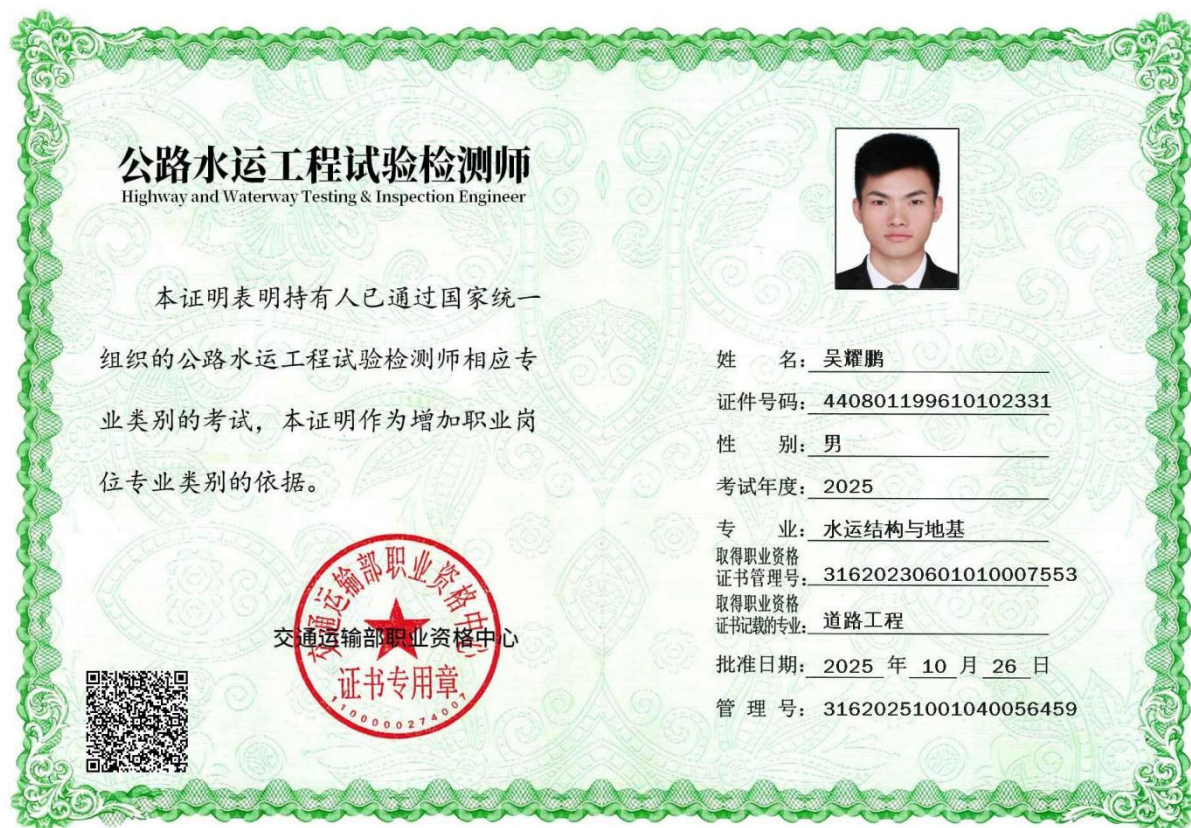 公路水运工程试验检测师
Highway and Waterway Testing & Inspection Engineer
本证明表明持有人已通过国家统一
组织的公路水运工程试验检测师相应专
业类别的考试，本证明作为增加职业岗
位专业类别的依据。
交通运输部职业资格中心
交通运输部职业资格中心
证书专用章
1100000274007
姓 名：吴耀鹏
证件号码：440801199610102331
性 别：男
考试年度：2025
专 业：水运结构与地基
取得职业资格
证书管理号：31620230601010007553
取得职业资格
证书记载的专业：道路工程
批准日期：2025 年 10 月 26 日
管 理 号：31620251001040056459